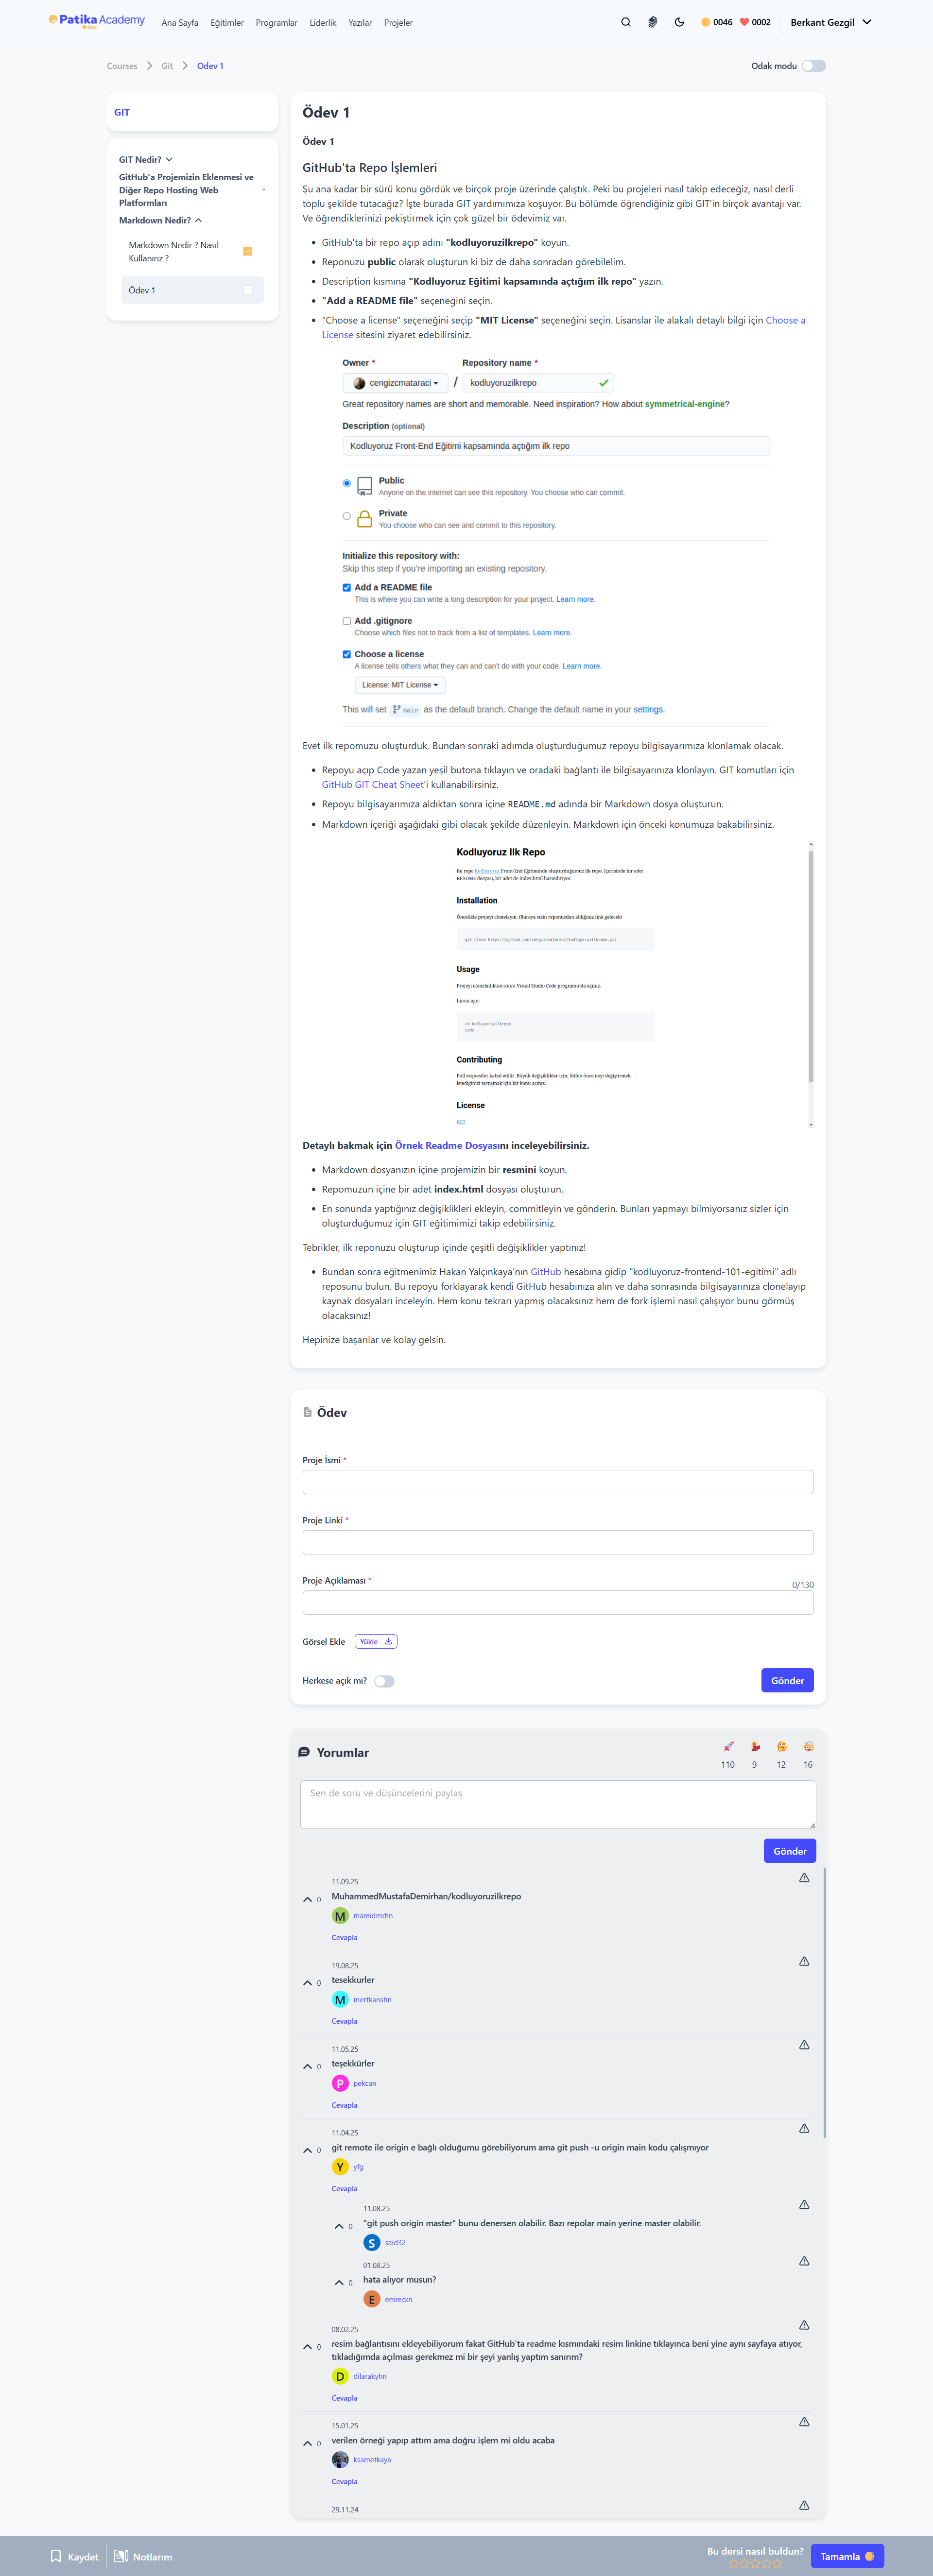 Patika Academy
#dev
Ana Sayfa Eğitimler Programlar Liderlik Yazılar Projeler
0046 0002 Berkant Gezgil
Courses Git Ödev 1
Odak modu
GIT
GIT Nedir?
GitHub'a Projemizin Eklenmesi ve
Diğer Repo Hosting Web
Platformları
Markdown Nedir?
Markdown Nedir ? Nasıl
Kullanırız ?
Ödev 1
Ödev 1
Ödev 1
GitHub'ta Repo İşlemleri
Şu ana kadar bir sürü konu gördük ve birçok proje üzerinde çalıştık. Peki bu projeleri nasıl takip edeceğiz, nasıl derli
toplu şekilde tutacağız? İşte burada GIT yardımımıza koşuyor. Bu bölümde öğrendiğiniz gibi GIT'in birçok avantajı var.
Ve öğrendiklerinizi pekiştirmek için çok güzel bir ödevimiz var.
• GitHub'ta bir repo açıp adını "kodluyoruzilkrepo" koyun.
• Reponuzu public olarak oluşturun ki biz de daha sonradan görebilelim.
• Description kısmına "Kodluyoruz Eğitimi kapsamında açtığım ilk repo" yazın.
• "Add a README file" seçeneğini seçin.
• "Choose a license" seçeneğini seçip "MIT License" seçeneğini seçin. Lisanslar ile alakalı detaylı bilgi için Choose a
License sitesini ziyaret edebilirsiniz.
Owner * Repository name *
cengizcmataraci / kodluyoruzilkrepo
Great repository names are short and memorable. Need inspiration? How about symmetrical-engine?
Description (optional)
Kodluyoruz Front-End Eğitimi kapsamında açtığım ilk repo
Public
Anyone on the internet can see this repository. You choose who can commit.
Private
You choose who can see and commit to this repository.
Initialize this repository with:
Skip this step if you're importing an existing repository.
Add a README file
This is where you can write a long description for your project. Learn more.
Add .gitignore
Choose which files not to track from a list of templates. Learn more.
Choose a license
A license tells others what they can and can't do with your code. Learn more.
License: MIT License
This will set main as the default branch. Change the default name in your settings.
Evet ilk repomuzu oluşturduk. Bundan sonraki adımda oluşturduğumuz repoyu bilgisayarımıza klonlamak olacak.
• Repoyu açıp Code yazan yeşil butona tıklayın ve oradaki bağlantı ile bilgisayarınıza klonlayın. GIT komutları için
GitHub GIT Cheat Sheet'i kullanabilirsiniz.
• Repoyu bilgisayarımıza aldıktan sonra içine README.md adında bir Markdown dosya oluşturun.
• Markdown içeriği aşağıdaki gibi olacak şekilde düzenleyin. Markdown için önceki konumuza bakabilirsiniz.
Kodluyoruz Ilk Repo
Bu repo Kodluyoruz Front-End Eğitiminde oluşturduğumuz ilk repo. İçerisinde bir adet
README dosyası, bir adet de index.html barındırıyor.
Installation
Öncelikle projeyi clonelayın. (Buraya sizin reponuzdan aldığınız link gelecek)
git clone https://github.com/cengizcmataraci/kodluyoruzilkrepo.git
Usage
Projeyi cloneladıktan sonra Visual Studio Code programında açınız.
Linux için:
cd kodluyoruzilkrepo
code .
Contributing
Pull requestler kabul edilir. Büyük değişiklikler için, lütfen önce neyi değiştirmek
istediğinizi tartışmak için bir konu açınız.
License
MIT
Detaylı bakmak için Örnek Readme Dosyasını inceleyebilirsiniz.
• Markdown dosyanızın içine projemizin bir resmini koyun.
• Repomuzun içine bir adet index.html dosyası oluşturun.
• En sonunda yaptığınız değişiklikleri ekleyin, commitleyin ve gönderin. Bunları yapmayı bilmiyorsanız sizler için
oluşturduğumuz için GIT eğitimimizi takip edebilirsiniz.
Tebrikler, ilk reponuzu oluşturup içinde çeşitli değişiklikler yaptınız!
• Bundan sonra eğitmenimiz Hakan Yalçınkaya'nın GitHub hesabına gidip "kodluyoruz-frontend-101-egitimi" adlı
reposunu bulun. Bu repoyu forklayarak kendi GitHub hesabınıza alın ve daha sonrasında bilgisayarınıza clonelayıp
kaynak dosyaları inceleyin. Hem konu tekrarı yapmış olacaksınız hem de fork işlemi nasıl çalışıyor bunu görmüş
olacaksınız!
Hepinize başarılar ve kolay gelsin.
Ödev
Proje İsmi *
Proje Linki *
Proje Açıklaması *
0/130
Görsel Ekle Yükle
Herkese açık mı?
Gönder
Yorumlar
110 9 12 16
Sen de soru ve düşüncelerini paylaş
Gönder
11.09.25
0 MuhammedMustafaDemirhan/kodluyoruzilkrepo
M mamidmrhn
Cevapla
19.08.25
0 tesekkurler
M mertkanshn
Cevapla
11.05.25
0 teşekkürler
P pekcan
Cevapla
11.04.25
0 git remote ile origin e bağlı olduğumu görebiliyorum ama git push -u origin main kodu çalışmıyor
Y yfg
Cevapla
11.08.25
0 "git push origin master" bunu denersen olabilir. Bazı repolar main yerine master olabilir.
S said32
01.08.25
0 hata alıyor musun?
E emrecxn
08.02.25
0 resim bağlantısını ekleyebiliyorum fakat GitHub'ta readme kısmındaki resim linkine tıklayınca beni yine aynı sayfaya atıyor,
tıkladığımda açılması gerekmez mi bir şeyi yanlış yaptım sanırım?
D dilarakyhn
Cevapla
15.01.25
0 verilen örneği yapıp attım ama doğru işlem mi oldu acaba
ksametkaya
Cevapla
29.11.24
Kaydet Notlarım
Bu dersi nasıl buldun?
Tamamla